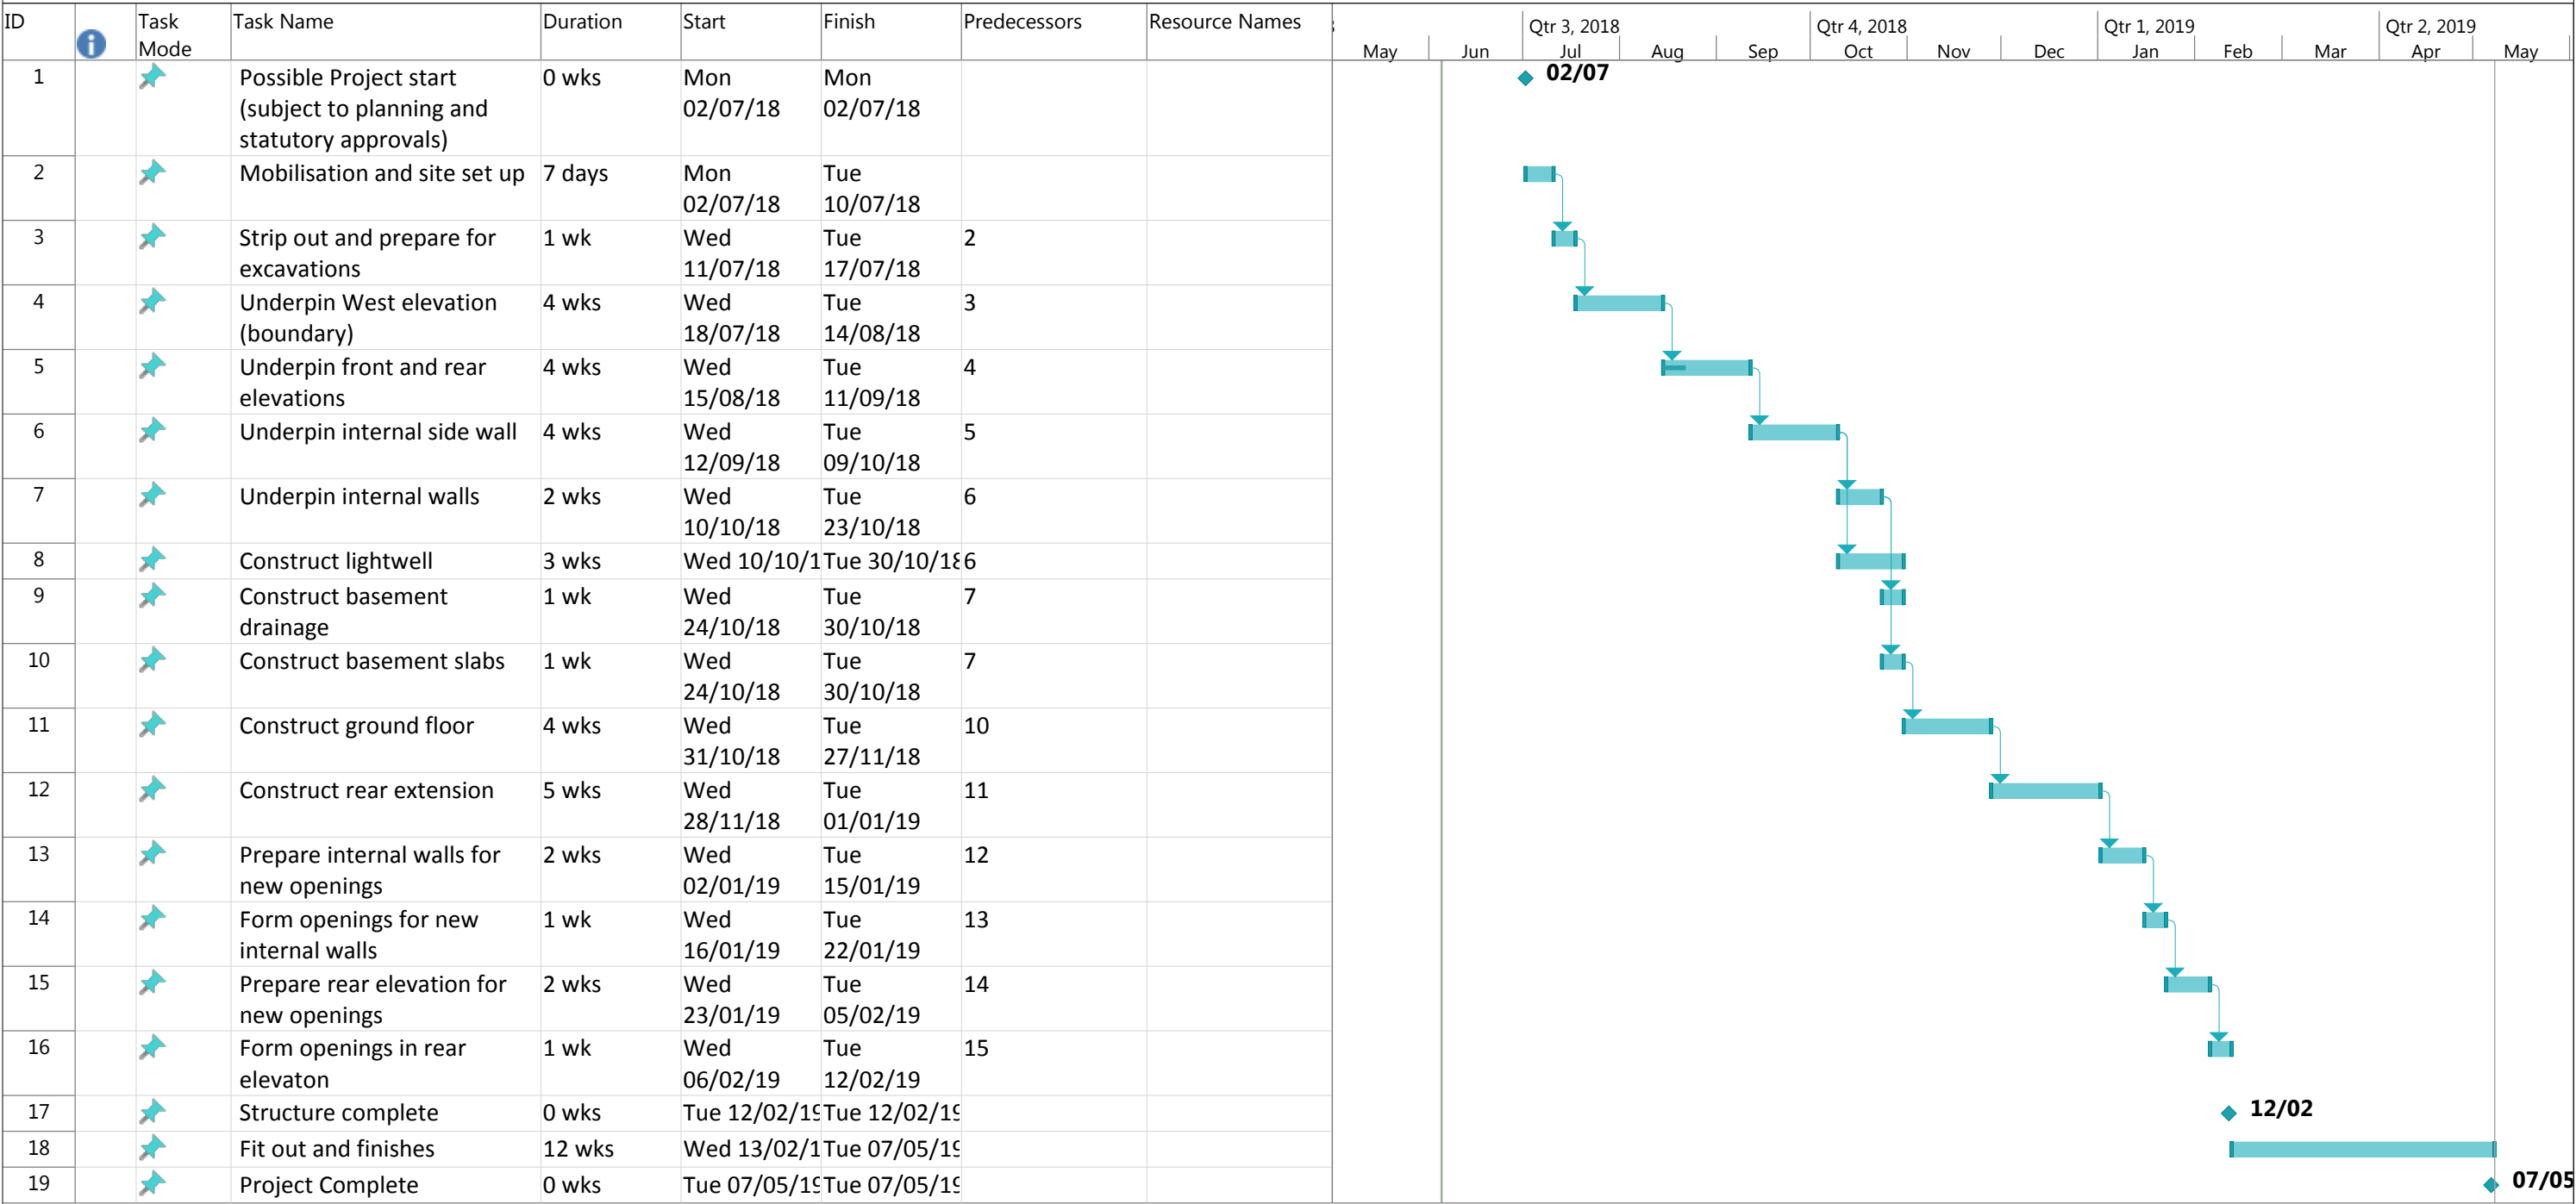 ID Task Mode Task Name Duration Start Finish Predecessors Resource Names
Qtr 3, 2018 Qtr 4, 2018 Qtr 1, 2019 Qtr 2, 2019
May Jun Jul Aug Sep Oct Nov Dec Jan Feb Mar Apr May
1 Possible Project start (subject to planning and statutory approvals) 0 wks Mon 02/07/18 Mon 02/07/18 02/07
2 Mobilisation and site set up 7 days Mon 02/07/18 Tue 10/07/18
3 Strip out and prepare for excavations 1 wk Wed 11/07/18 Tue 17/07/18 2
4 Underpin West elevation (boundary) 4 wks Wed 18/07/18 Tue 14/08/18 3
5 Underpin front and rear elevations 4 wks Wed 15/08/18 Tue 11/09/18 4
6 Underpin internal side wall 4 wks Wed 12/09/18 Tue 09/10/18 5
7 Underpin internal walls 2 wks Wed 10/10/18 Tue 23/10/18 6
8 Construct lightwell 3 wks Wed 10/10/1 Tue 30/10/18 6
9 Construct basement drainage 1 wk Wed 24/10/18 Tue 30/10/18 7
10 Construct basement slabs 1 wk Wed 24/10/18 Tue 30/10/18 7
11 Construct ground floor 4 wks Wed 31/10/18 Tue 27/11/18 10
12 Construct rear extension 5 wks Wed 28/11/18 Tue 01/01/19 11
13 Prepare internal walls for new openings 2 wks Wed 02/01/19 Tue 15/01/19 12
14 Form openings for new internal walls 1 wk Wed 16/01/19 Tue 22/01/19 13
15 Prepare rear elevation for new openings 2 wks Wed 23/01/19 Tue 05/02/19 14
16 Form openings in rear elevaton 1 wk Wed 06/02/19 Tue 12/02/19 15
17 Structure complete 0 wks Tue 12/02/19 Tue 12/02/19 12/02
18 Fit out and finishes 12 wks Wed 13/02/1 Tue 07/05/19
19 Project Complete 0 wks Tue 07/05/19 Tue 07/05/19 07/05